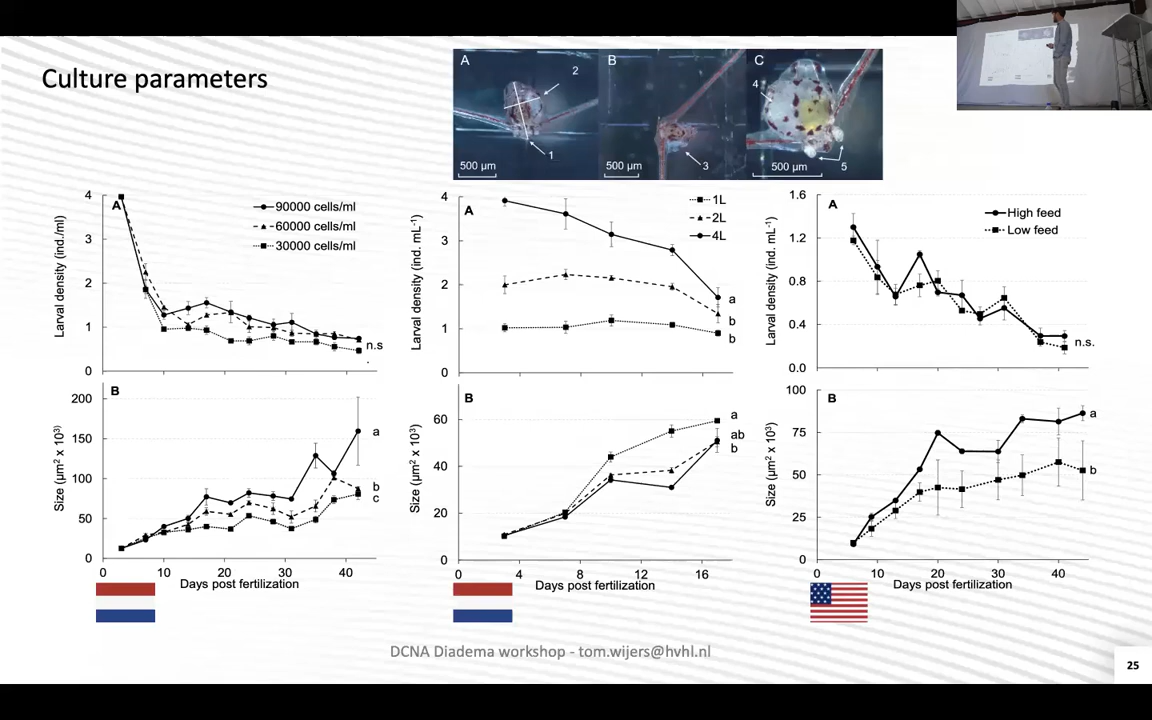 Culture parameters
A
2
1
500 µm
B
3
500 µm
C
4
5
500 µm
A
90000 cells/ml
60000 cells/ml
30000 cells/ml
Larval density (ind./ml)
4
3
2
1
0
n.s
.
B
Size (µm² x 10³)
200
150
100
50
0
a
b
c
0
10
20
30
40
Days post fertilization
A
1L
2L
4L
Larval density (ind. mL⁻¹)
4
3
2
1
0
a
b
b
B
Size (µm² x 10³)
60
40
20
0
a
ab
b
0
4
8
12
16
Days post fertilization
A
High feed
Low feed
Larval density (ind. mL⁻¹)
1.6
1.2
0.8
0.4
0.0
n.s.
B
Size (µm² x 10³)
100
75
50
25
0
a
b
0
10
20
30
40
Days post fertilization
DCNA Diadema workshop - tom.wijers@hvhl.nl
25